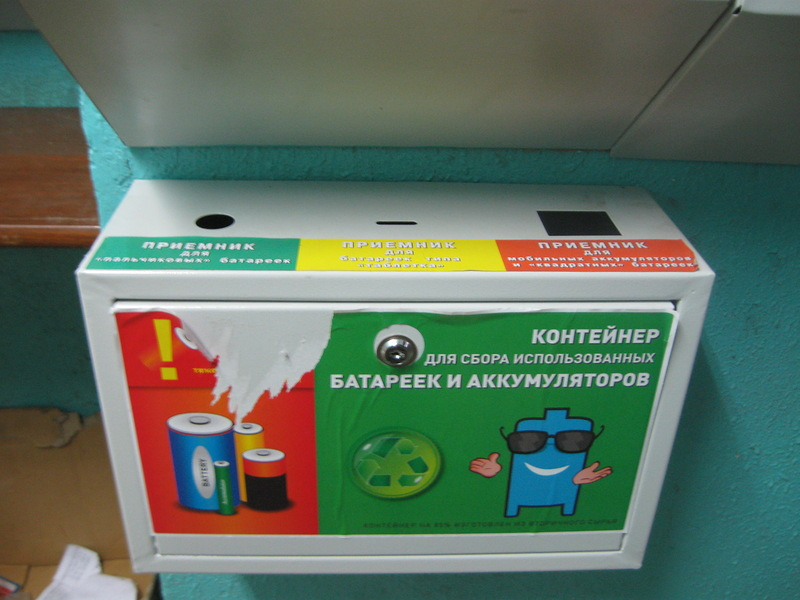 ПРИЕМНИК
ДЛЯ
«пальчиковых» батареек
ПРИЕМНИК
ДЛЯ
батареек типа
«таблетка»
ПРИЕМНИК
ДЛЯ
мобильных аккумуляторов
и «квадратных» батареек
!
КОНТЕЙНЕР
ДЛЯ СБОРА ИСПОЛЬЗОВАННЫХ
БАТАРЕЕК И АККУМУЛЯТОРОВ
BATTERY
КОНТЕЙНЕР НА 95% ИЗГОТОВЛЕН ИЗ ВТОРИЧНОГО СЫРЬЯ